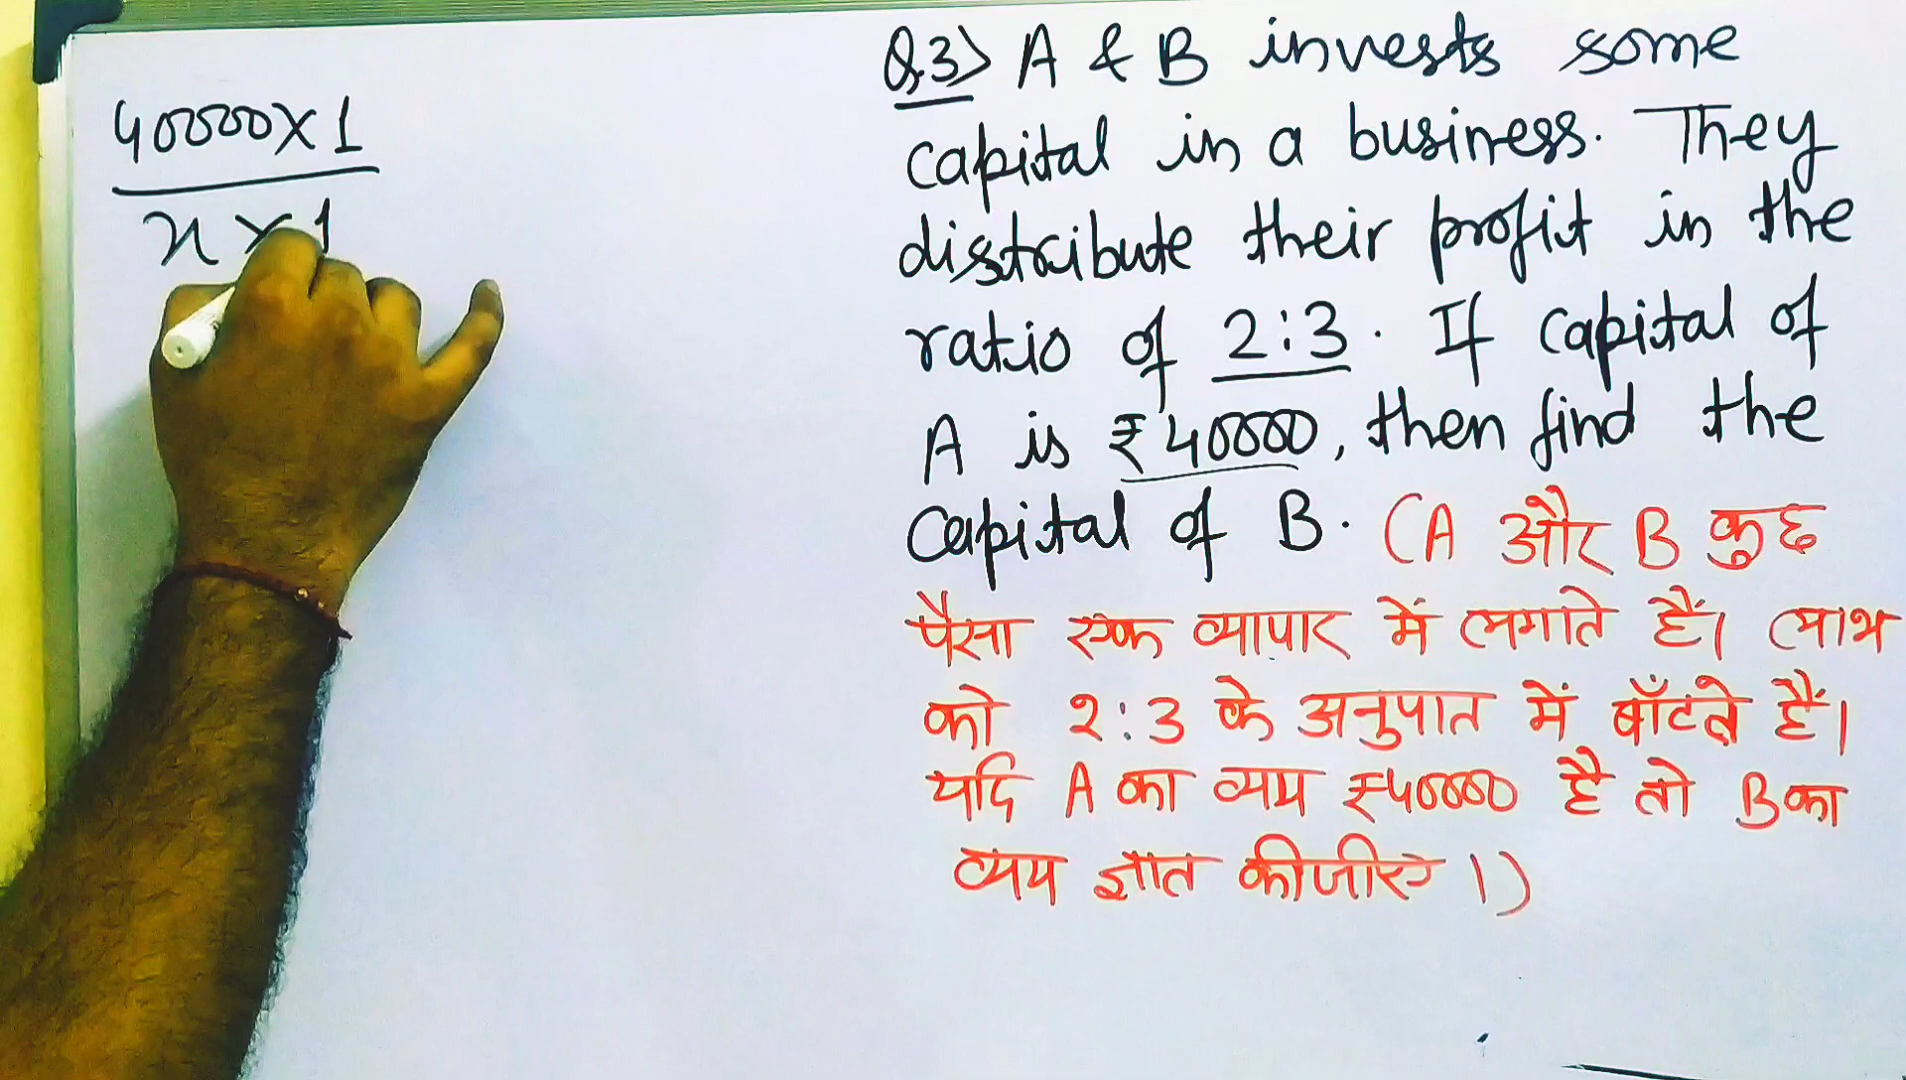 40000×1
x×1
Q.3> A & B invests some
capital in a business. They
distribute their profit in the
ratio of 2:3. If capital of
A is ₹40000, then find the
capital of B. (A और B कुछ
पैसा एक व्यापार में लगाते हैं। लाभ
को २:3 के अनुपात में बाँटते हैं।
यदि A का व्यय ₹40000 है तो B का
व्यय ज्ञात कीजीए।)